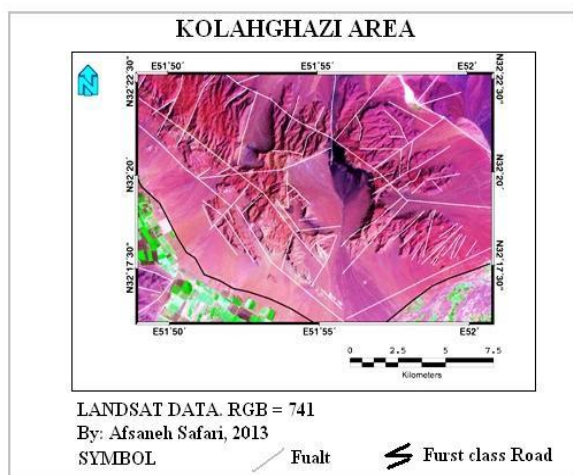 KOLAHGHAZI AREA
N
E51˚50' E51˚55' E52˚
N32˚22'30" N32˚22'30"
N32˚20' N32˚20'
N32˚17'30" N32˚17'30"
E51˚50' E51˚55' E52˚
0 2.5 5 7.5
Kilometers
LANDSAT DATA. RGB = 741
By: Afsaneh Safari, 2013
SYMBOL Fualt Furst class Road